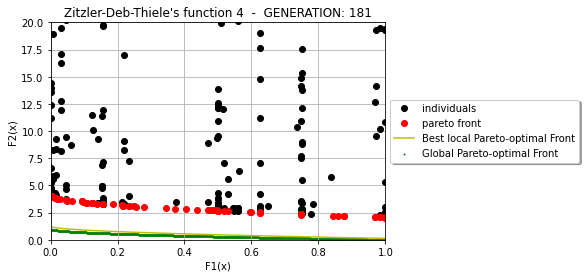 Zitzler-Deb-Thiele's function 4 - GENERATION: 181
20.0
17.5
15.0
12.5
10.0
7.5
5.0
2.5
0.0
F2(x)
0.0 0.2 0.4 0.6 0.8 1.0
F1(x)
individuals
pareto front
Best local Pareto-optimal Front
Global Pareto-optimal Front